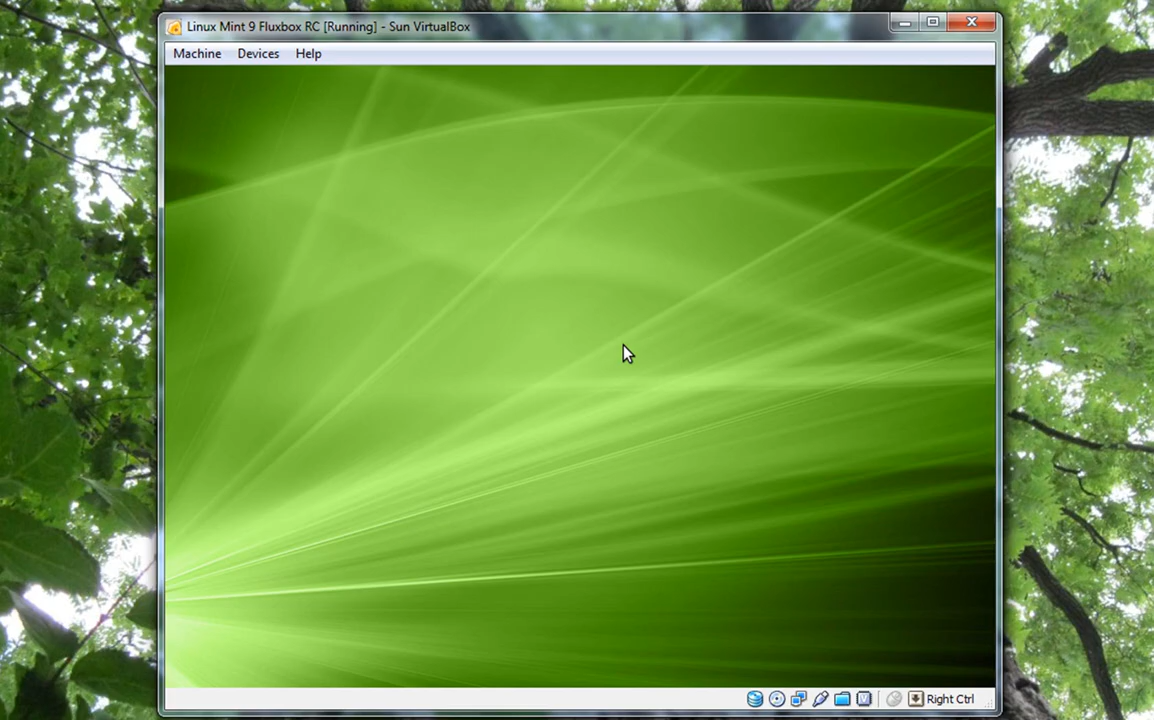 Linux Mint 9 Fluxbox RC [Running] - Sun VirtualBox
Machine Devices Help
Right Ctrl